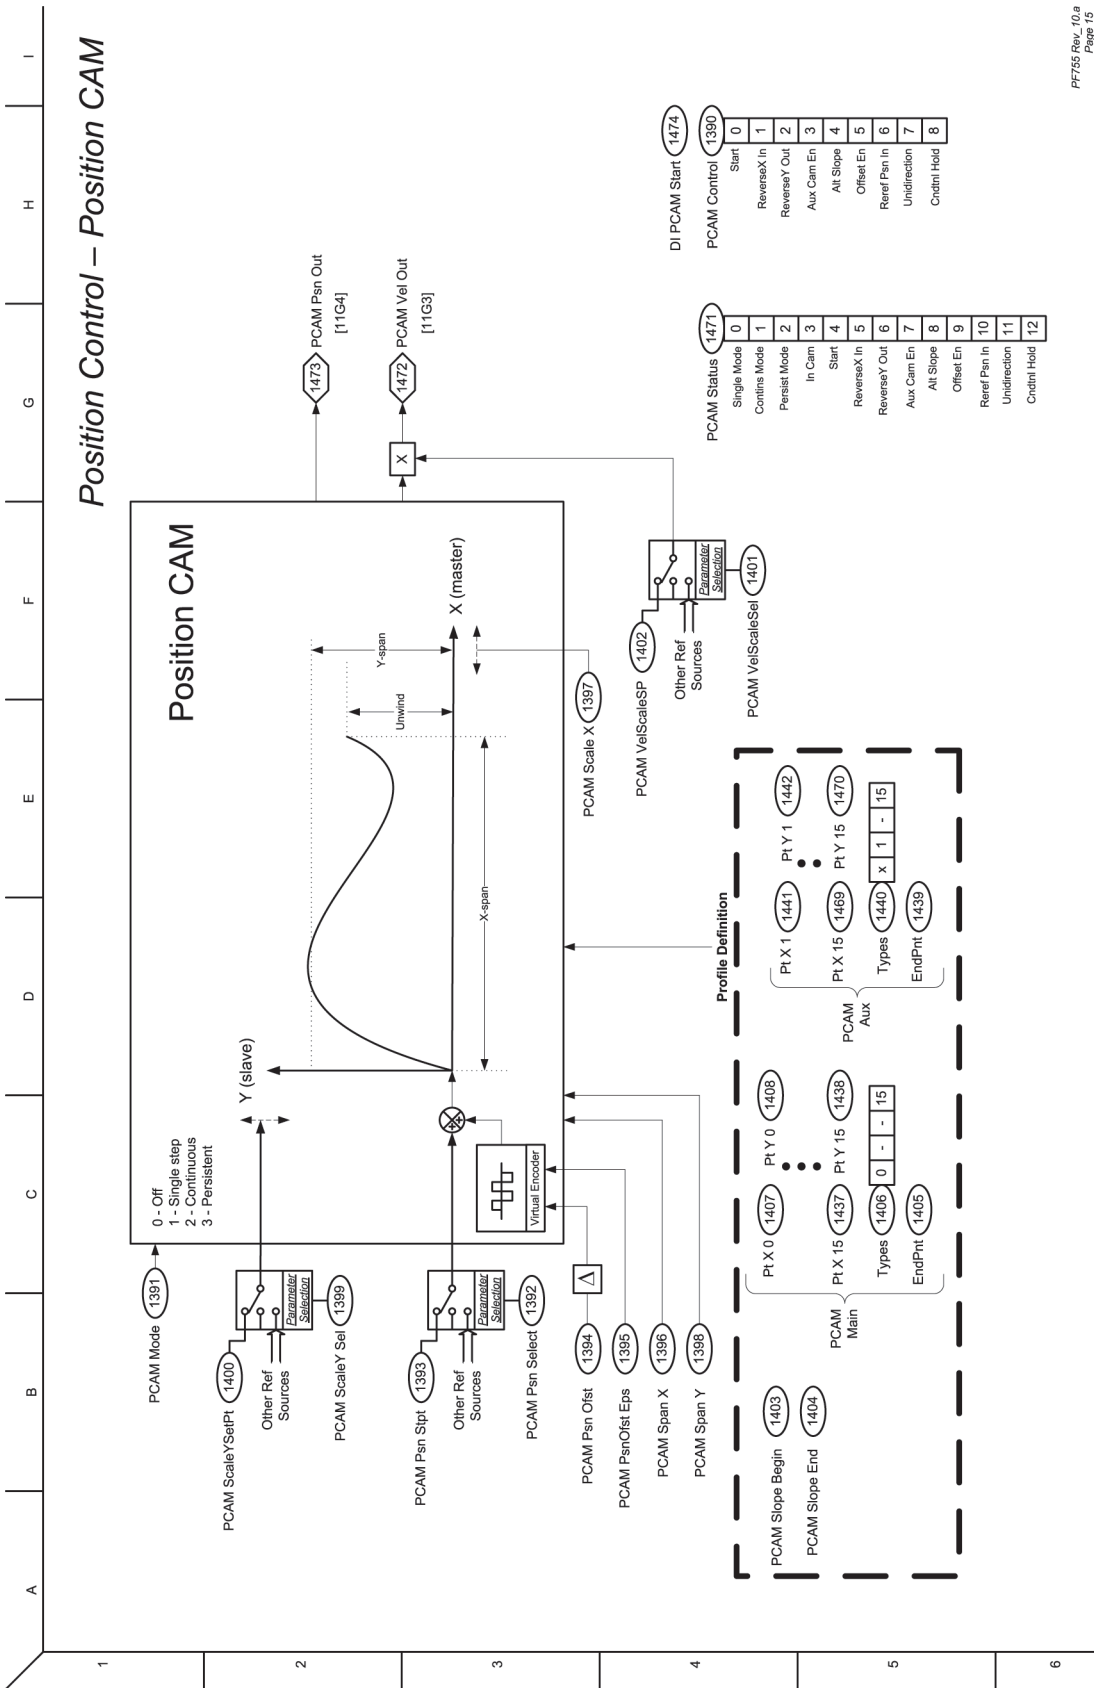 A
B
C
D
E
F
G
H
I
1
2
3
4
5
6
Position Control – Position CAM
PCAM Mode 1391
0 - Off
1 - Single step
2 - Continuous
3 - Persistent
Position CAM
PCAM ScaleYSetPt 1400
Other Ref
Sources
Parameter
Selection
PCAM ScaleY Sel 1399
Y (slave)
PCAM Psn Stpt 1393
Other Ref
Sources
Parameter
Selection
PCAM Psn Select 1392
Virtual Encoder
+
+
X-span
Unwind
Y-span
X (master)
1473 PCAM Psn Out
[11G4]
X
1472 PCAM Vel Out
[11G3]
PCAM Psn Ofst 1394
Δ
PCAM PsnOfst Eps 1395
PCAM Span X 1396
PCAM Span Y 1398
PCAM Scale X 1397
PCAM VelScaleSP 1402
Other Ref
Sources
Parameter
Selection
PCAM VelScaleSel 1401
Profile Definition
PCAM Slope Begin 1403
PCAM Slope End 1404
PCAM
Main
Pt X 0 1407
Pt Y 0 1408
Pt X 15 1437
Pt Y 15 1438
Types 1406 0 - - 15
EndPnt 1405
PCAM
Aux
Pt X 1 1441
Pt Y 1 1442
Pt X 15 1469
Pt Y 15 1470
Types 1440 x 1 - 15
EndPnt 1439
PCAM Status 1471
Single Mode 0
Contins Mode 1
Persist Mode 2
In Cam 3
Start 4
ReverseX In 5
ReverseY Out 6
Aux Cam En 7
Alt Slope 8
Offset En 9
Reref Psn In 10
Unidirection 11
Cndtnl Hold 12
DI PCAM Start 1474
PCAM Control 1390
Start 0
ReverseX In 1
ReverseY Out 2
Aux Cam En 3
Alt Slope 4
Offset En 5
Reref Psn In 6
Unidirection 7
Cndtnl Hold 8
PF755 Rev_10.a
Page 15